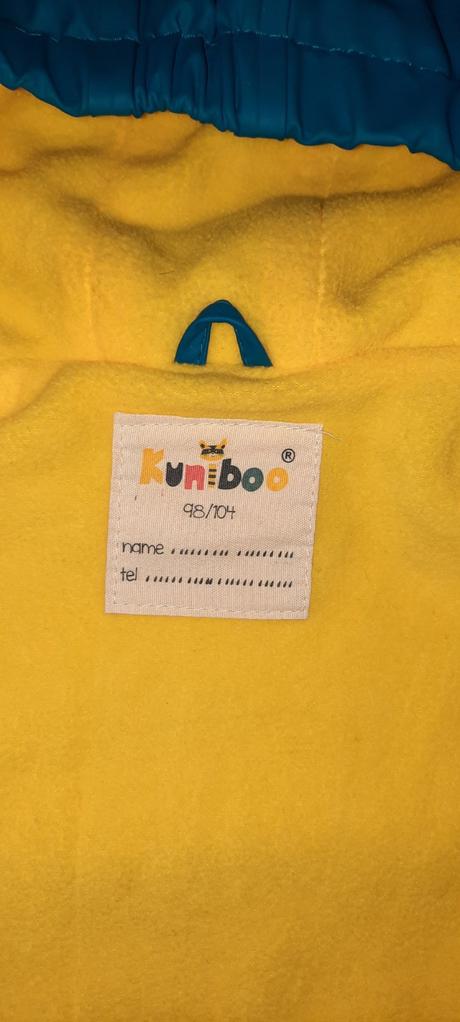 Kuniboo ®
98/104
name ......... .........
tel ......... ......... .........